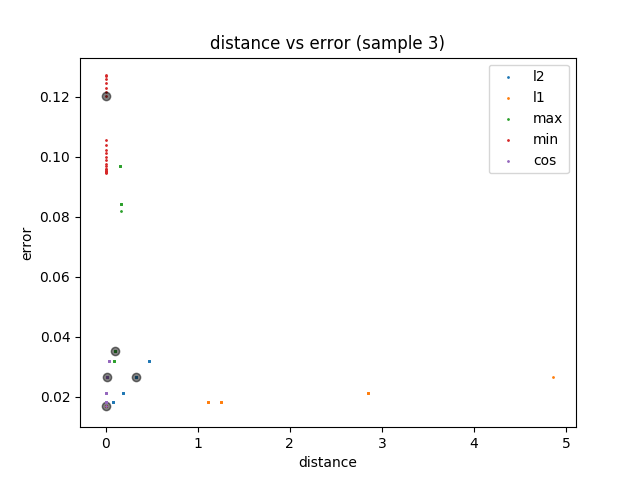 distance vs error (sample 3)
l2
l1
max
min
cos
0.12
0.10
0.08
0.06
0.04
0.02
error
0 1 2 3 4 5
distance